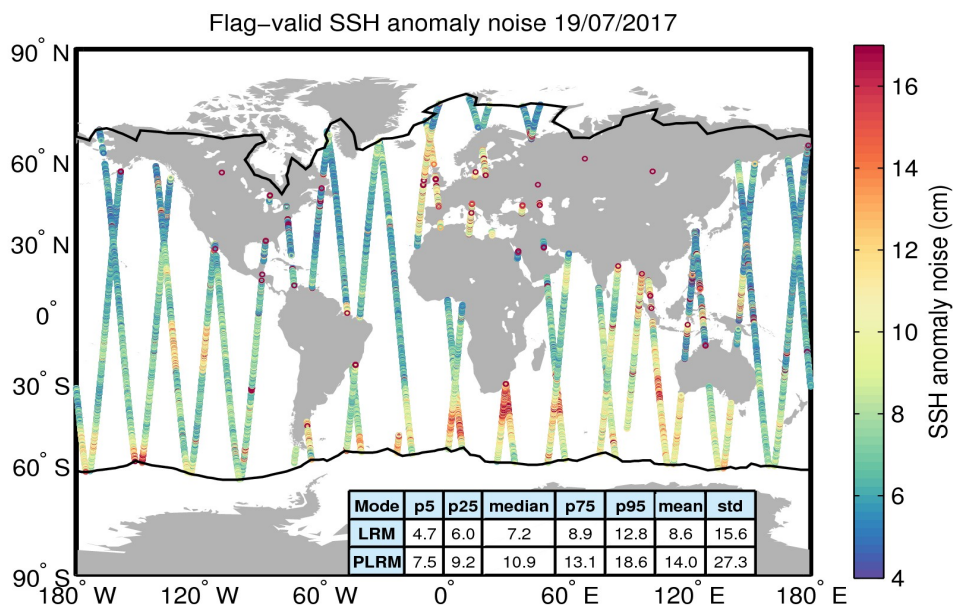 Flag−valid SSH anomaly noise 19/07/2017
90° N
60° N
30° N
0°
30° S
60° S
90° S
180° W
120° W
60° W
0°
60° E
120° E
180° E
Mode p5 p25 median p75 p95 mean std
LRM 4.7 6.0 7.2 8.9 12.8 8.6 15.6
PLRM 7.5 9.2 10.9 13.1 18.6 14.0 27.3
16
14
12
10
8
6
4
SSH anomaly noise (cm)